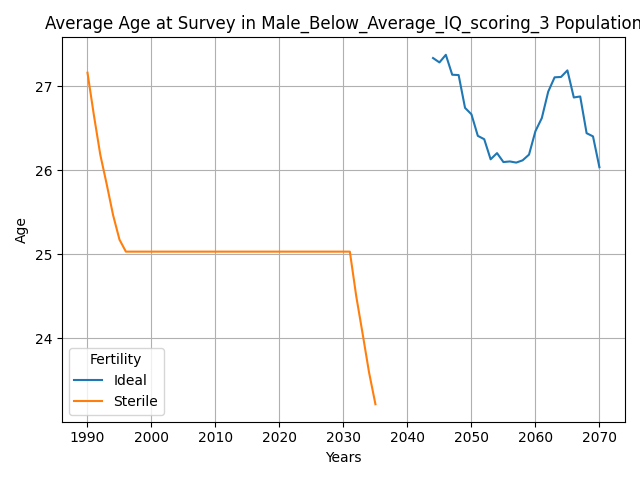 Average Age at Survey in Male_Below_Average_IQ_scoring_3 Population
Age
27
26
25
24
Fertility
Ideal
Sterile
1990 2000 2010 2020 2030 2040 2050 2060 2070
Years